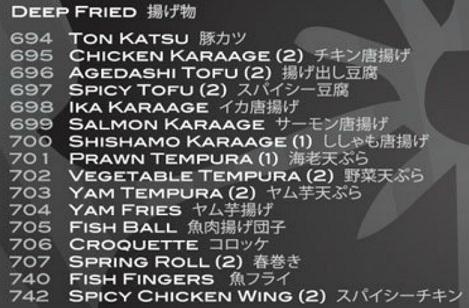 DEEP FRIED 揚げ物
694 TON KATSU 豚カツ
695 CHICKEN KARAAGE (2) チキン唐揚げ
696 AGEDASHI TOFU (2) 揚げ出し豆腐
697 SPICY TOFU (2) スパイシー豆腐
698 IKA KARAAGE イカ唐揚げ
699 SALMON KARAAGE サーモン唐揚げ
700 SHISHAMO KARAAGE (1) ししゃも唐揚げ
701 PRAWN TEMPURA (1) 海老天ぷら
702 VEGETABLE TEMPURA (2) 野菜天ぷら
703 YAM TEMPURA (2) ヤム芋天ぷら
704 YAM FRIES ヤム芋揚げ
705 FISH BALL 魚肉揚げ団子
706 CROQUETTE コロッケ
707 SPRING ROLL (2) 春巻き
740 FISH FINGERS 魚フライ
742 SPICY CHICKEN WING (2) スパイシーチキン